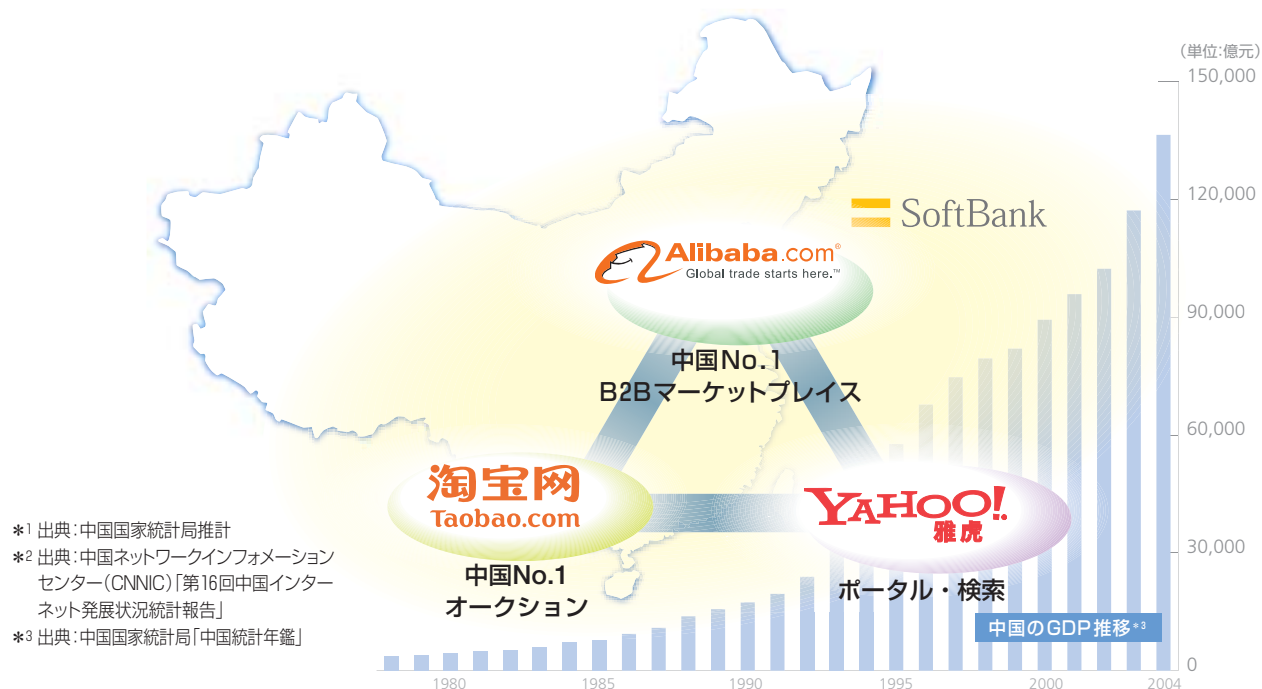 (単位:億元)
150,000
120,000
90,000
60,000
30,000
0
SoftBank
Alibaba.com®
Global trade starts here.™
中国No.1
B2Bマーケットプレイス
淘宝网
Taobao.com
中国No.1
オークション
YAHOO!
雅虎
ポータル・検索
中国のGDP推移*3
1980
1985
1990
1995
2000
2004
*1 出典:中国国家統計局推計
*2 出典:中国ネットワークインフォメーション
センター(CNNIC)「第16回中国インター
ネット発展状況統計報告」
*3 出典:中国国家統計局「中国統計年鑑」